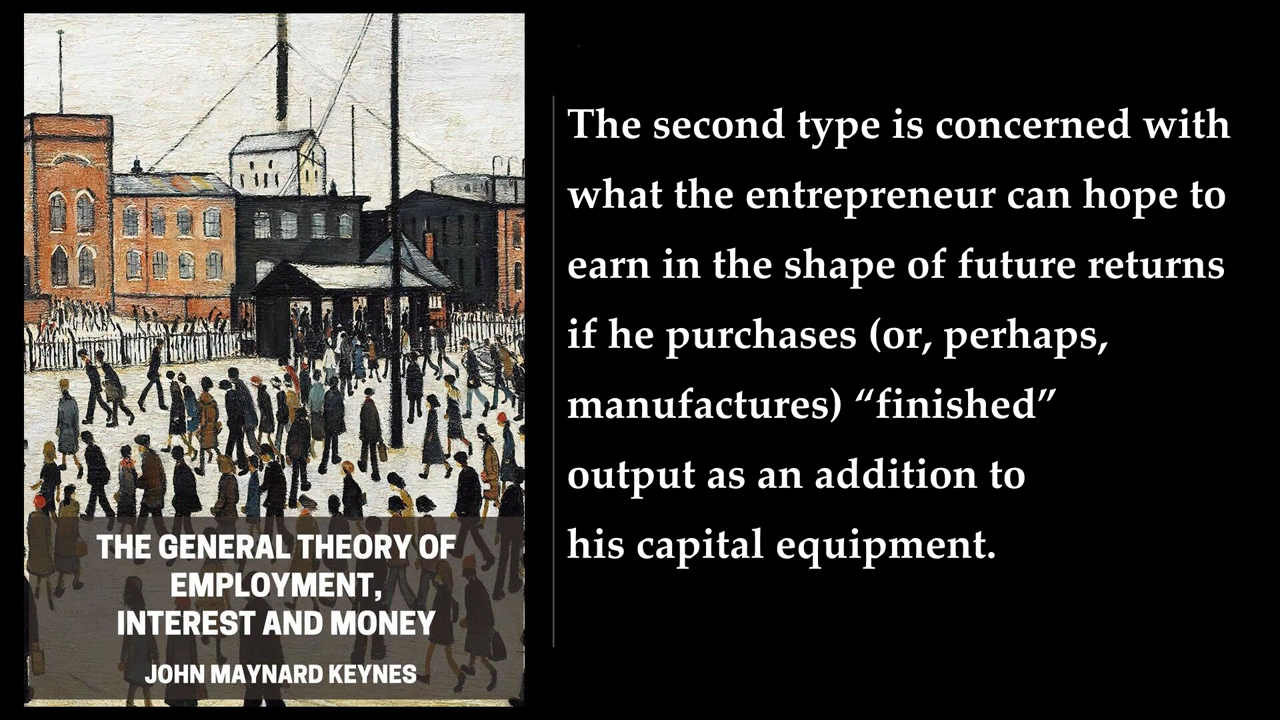 THE GENERAL THEORY OF
EMPLOYMENT,
INTEREST AND MONEY
JOHN MAYNARD KEYNES
The second type is concerned with
what the entrepreneur can hope to
earn in the shape of future returns
if he purchases (or, perhaps,
manufactures) “finished”
output as an addition to
his capital equipment.